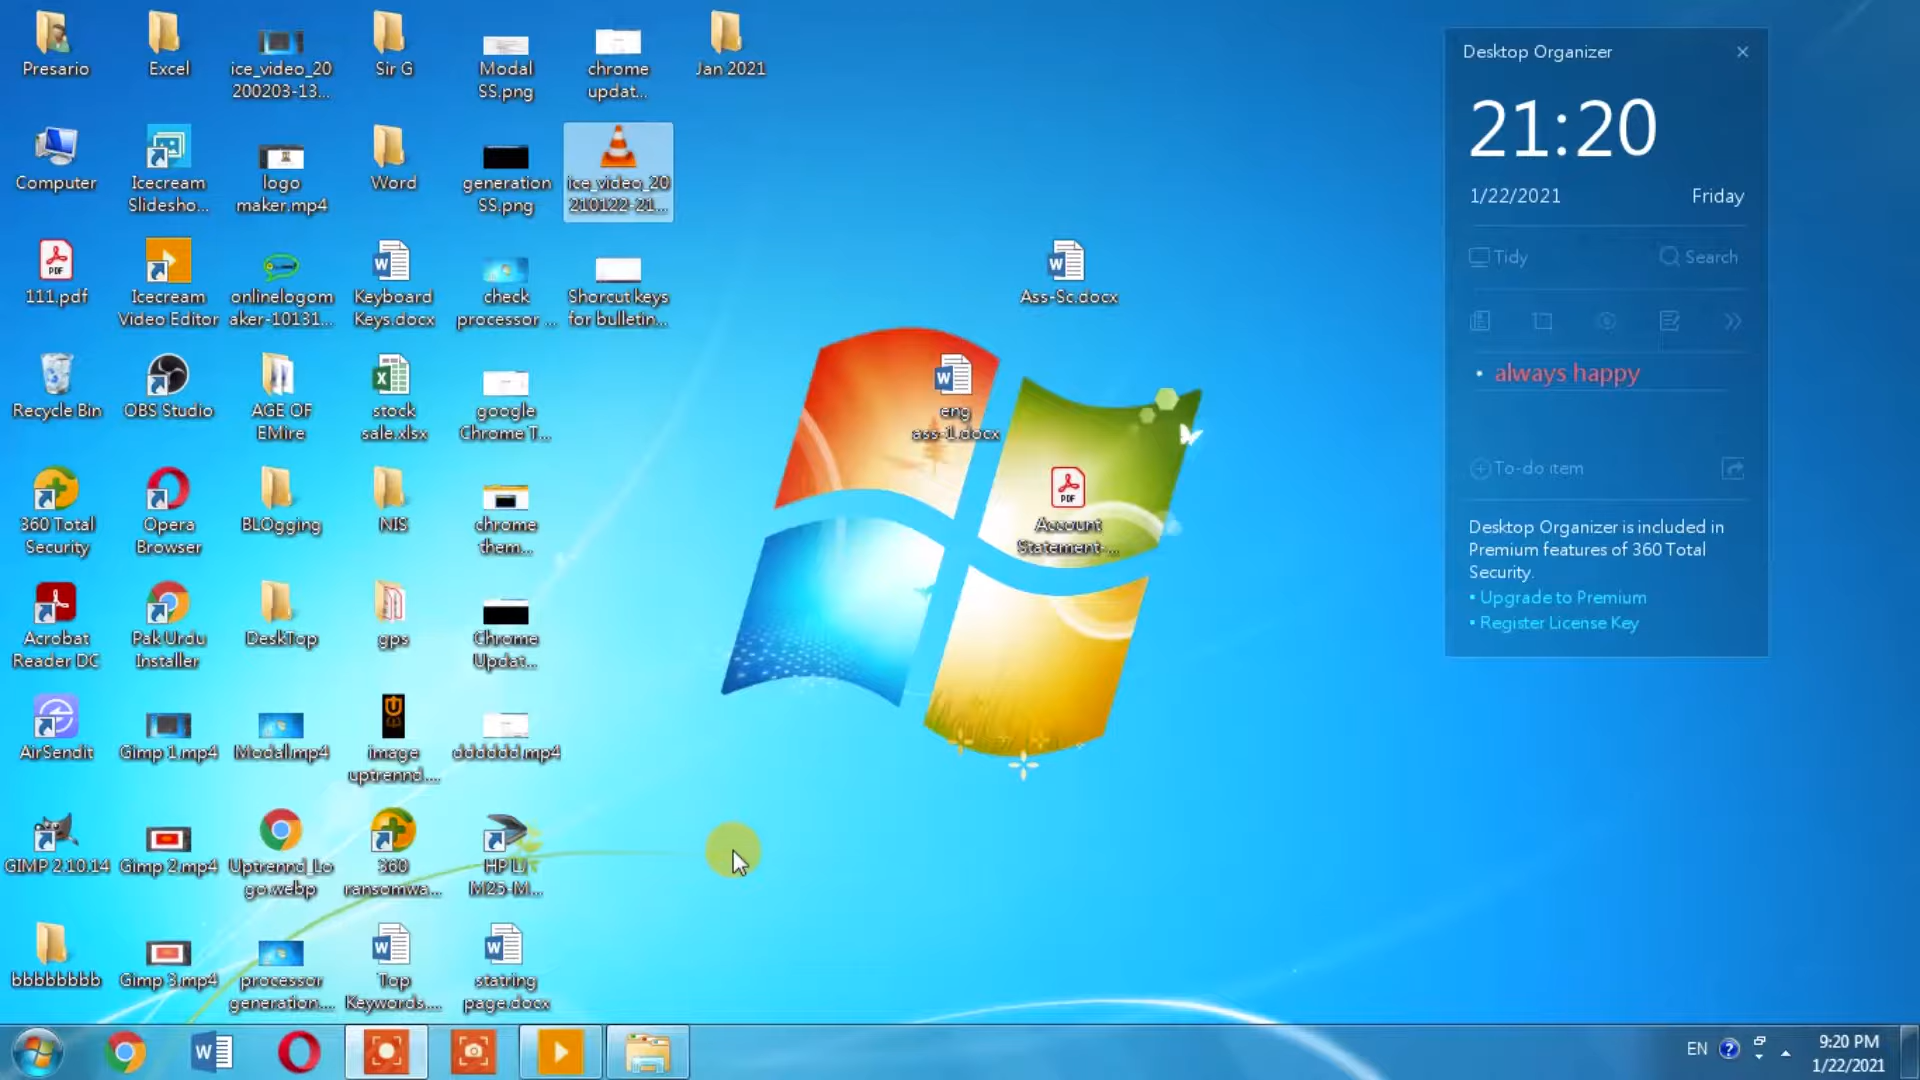 Presario
Excel
ice_video_20
200203-13...
Sir G
Modal
SS.png
chrome
updat...
Jan 2021
Computer
Icecream
Slidesho...
logo
maker.mp4
Word
generation
SS.png
ice_video_20
210122-21...
111.pdf
Icecream
Video Editor
onlinelogom
aker-10131...
Keyboard
Keys.docx
check
processor ...
Shorcut keys
for bulletin...
Ass-Sc.docx
Recycle Bin
OBS Studio
AGE OF
EMire
stock
sale.xlsx
google
Chrome T...
eng
ass-1.docx
360 Total
Security
Opera
Browser
BLOgging
NIS
chrome
them...
Account
Statement-...
Acrobat
Reader DC
Pak Urdu
Installer
DeskTop
gps
Chrome
Updat...
AirSendit
Gimp 1.mp4
Modal.mp4
image
uptrennd....
ddddddd.mp4
GIMP 2.10.14
Gimp 2.mp4
Uptrennd_Lo
go.webp
360
ransomwa...
HP LJ
M25-M...
bbbbbbbbb
Gimp 3.mp4
processor
generation....
Top
Keywords....
statring
page.docx
Desktop Organizer
21:20
1/22/2021 Friday
Tidy Search
• always happy
To-do item
Desktop Organizer is included in
Premium features of 360 Total
Security.
• Upgrade to Premium
• Register License Key
EN
9:20 PM
1/22/2021